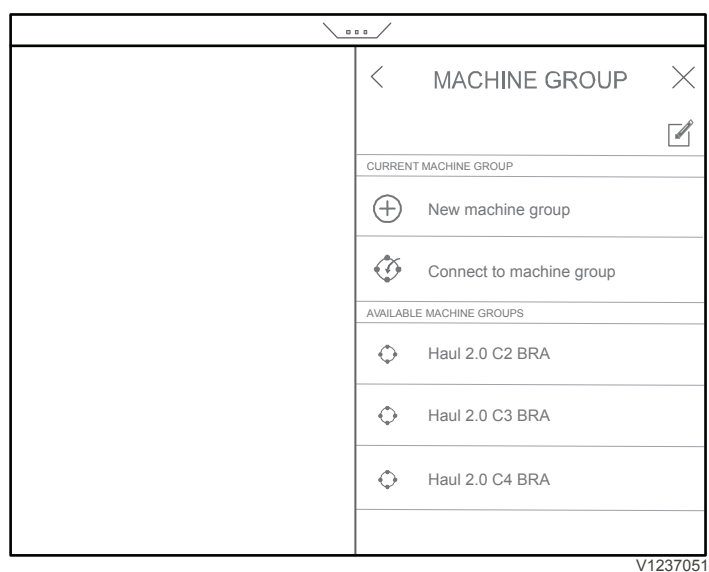 MACHINE GROUP
CURRENT MACHINE GROUP
New machine group
Connect to machine group
AVAILABLE MACHINE GROUPS
Haul 2.0 C2 BRA
Haul 2.0 C3 BRA
Haul 2.0 C4 BRA
V1237051